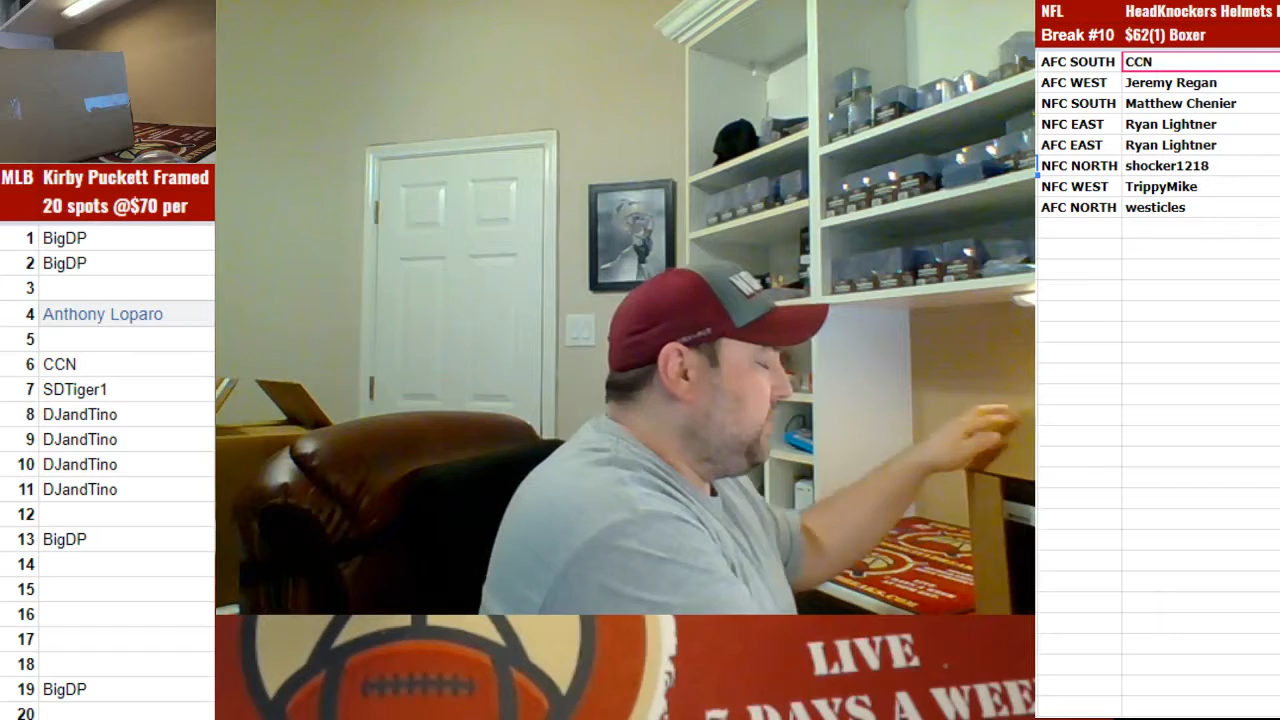 MLB Kirby Puckett Framed
20 spots @$70 per
1 BigDP
2 BigDP
3
4 Anthony Loparo
5
6 CCN
7 SDTiger1
8 DJandTino
9 DJandTino
10 DJandTino
11 DJandTino
12
13 BigDP
14
15
16
17
18
19 BigDP
20
LIVE
7 DAYS A WEE
NFL HeadKnockers Helmets
Break #10 $62(1) Boxer
AFC SOUTH CCN
AFC WEST Jeremy Regan
NFC SOUTH Matthew Chenier
NFC EAST Ryan Lightner
AFC EAST Ryan Lightner
NFC NORTH shocker1218
NFC WEST TrippyMike
AFC NORTH westicles